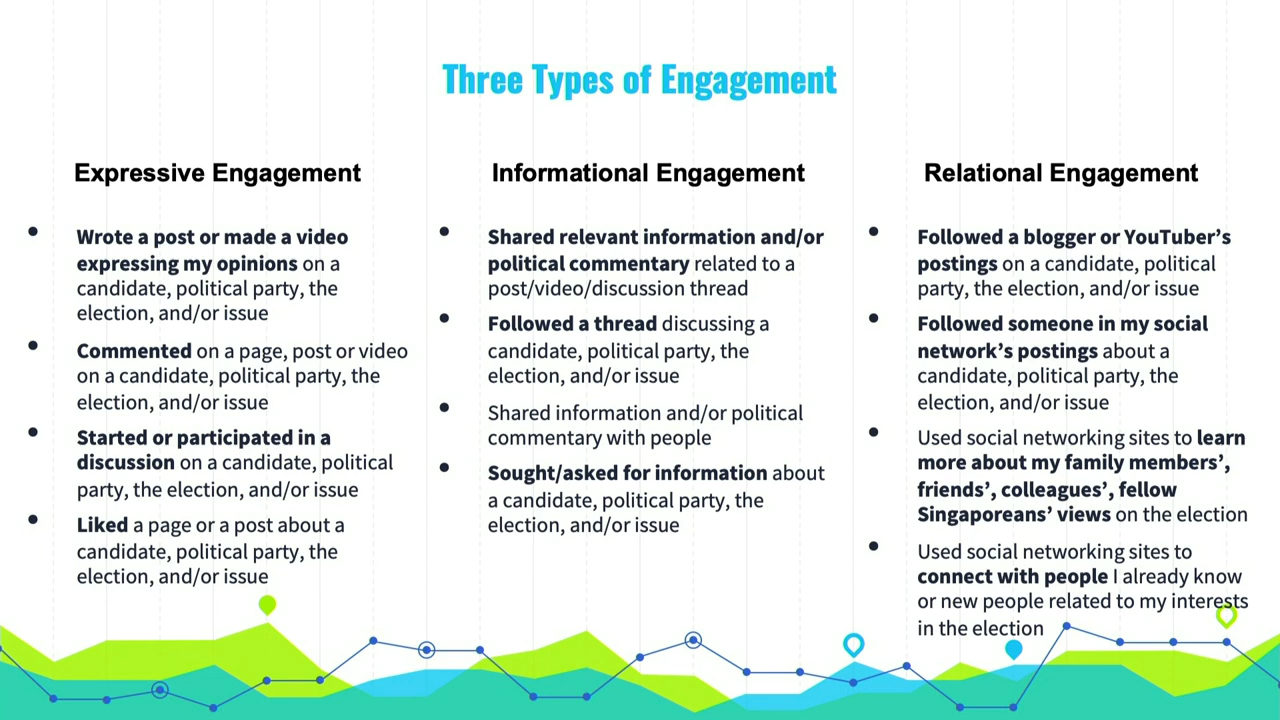 Three Types of Engagement
Expressive Engagement
Wrote a post or made a video
expressing my opinions on a
candidate, political party, the
election, and/or issue
Commented on a page, post or video
on a candidate, political party, the
election, and/or issue
Started or participated in a
discussion on a candidate, political
party, the election, and/or issue
Liked a page or a post about a
candidate, political party, the
election, and/or issue
Informational Engagement
Shared relevant information and/or
political commentary related to a
post/video/discussion thread
Followed a thread discussing a
candidate, political party, the
election, and/or issue
Shared information and/or political
commentary with people
Sought/asked for information about
a candidate, political party, the
election, and/or issue
Relational Engagement
Followed a blogger or YouTuber’s
postings on a candidate, political
party, the election, and/or issue
Followed someone in my social
network’s postings about a
candidate, political party, the
election, and/or issue
Used social networking sites to learn
more about my family members’,
friends’, colleagues’, fellow
Singaporeans’ views on the election
Used social networking sites to
connect with people I already know
or new people related to my interests
in the election